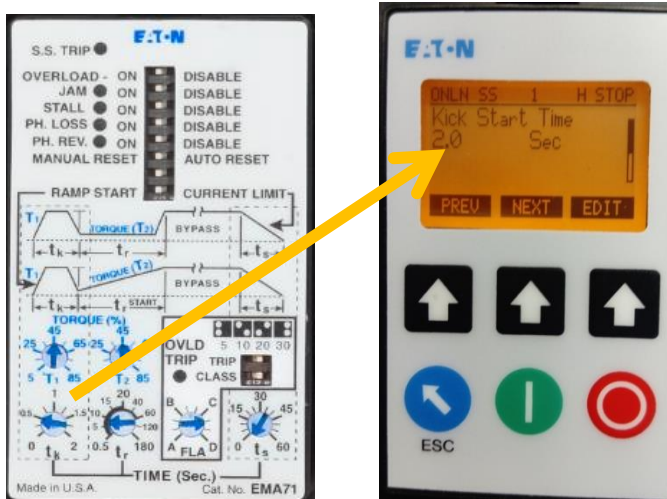 EATON
S.S. TRIP
OVERLOAD - ON DISABLE
JAM ON DISABLE
STALL ON DISABLE
PH. LOSS ON DISABLE
PH. REV. ON DISABLE
MANUAL RESET AUTO RESET
RAMP START CURRENT LIMIT
T1 TORQUE (T2) BYPASS
tk tr ts
T1 TORQUE (T2) BYPASS
tk tr START ts
TORQUE (%)
45 45
25 65 25
5 T1 85 T2 85
OVLD TRIP
5 10 20 30
TRIP CLASS
1 20 30
0.5 1.5 10 15 40 60 120 B C 15 45
0 tk 2 0.5 tr 180 A FLA D 0 ts 60
TIME (Sec.)
Made in U.S.A. Cat. No. EMA71
EATON
ONLN SS 1 H STOP
Kick Start Time
2.0 Sec
PREV NEXT EDIT
ESC